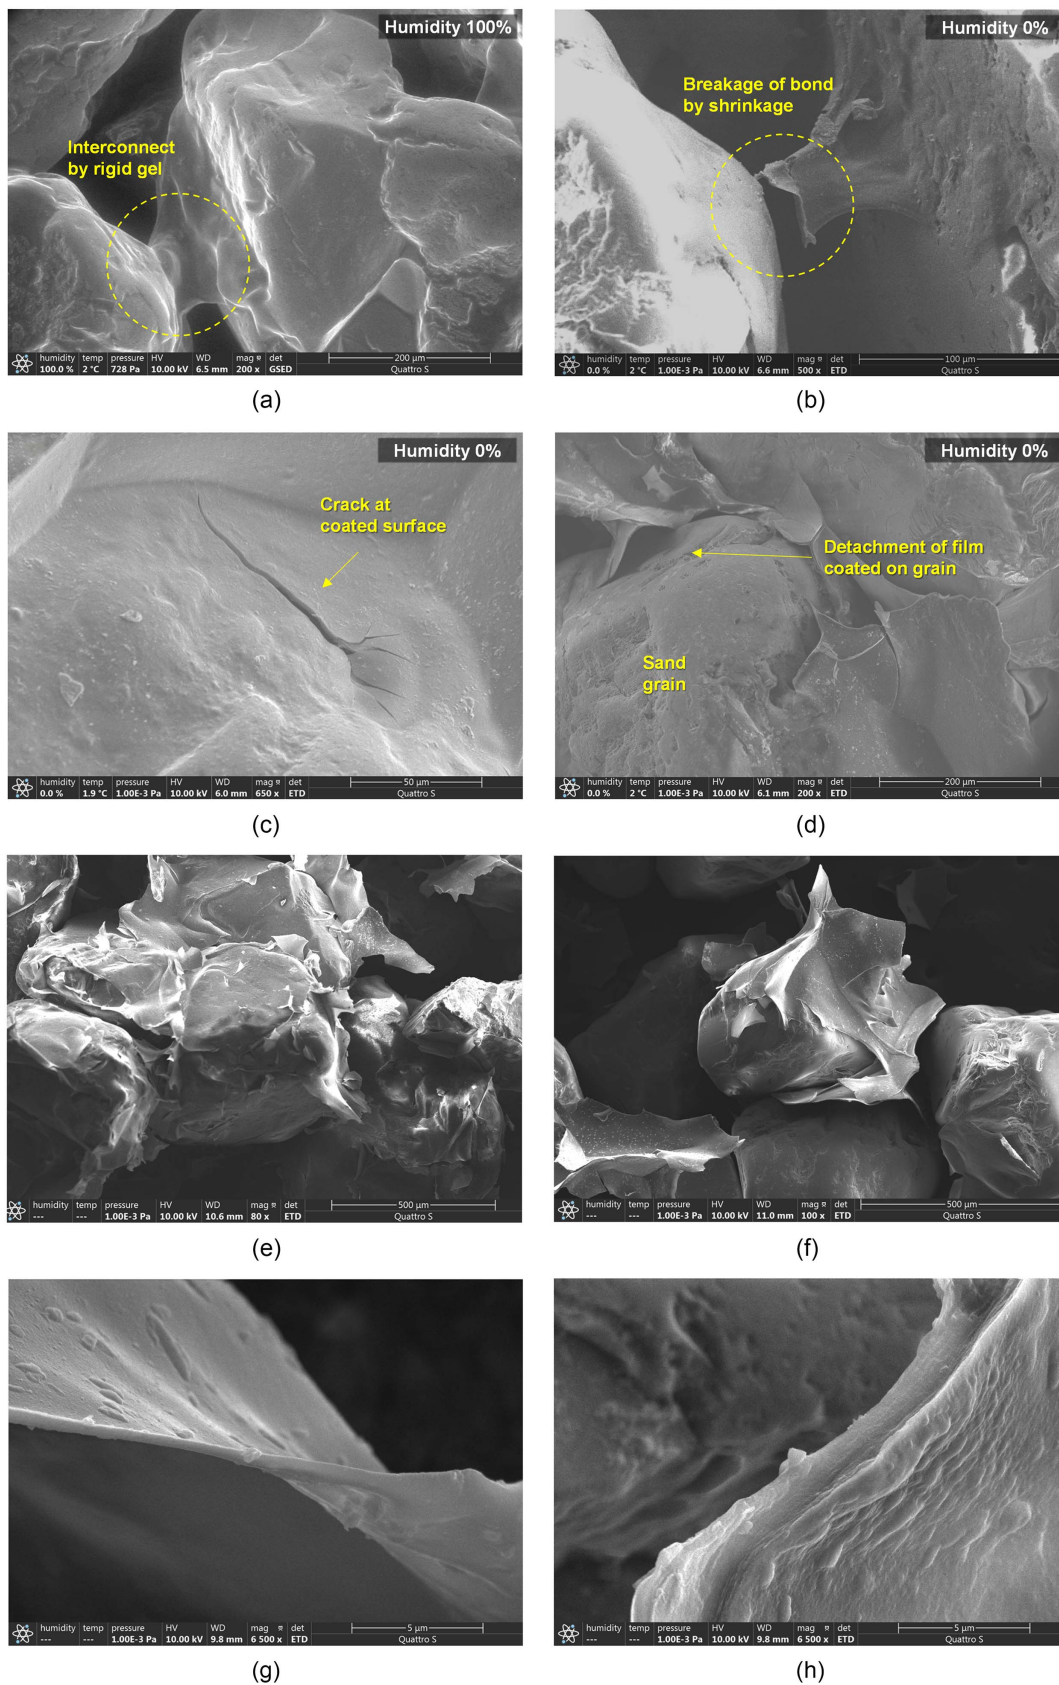 Humidity 100%
Interconnect
by rigid gel
humidity temp pressure HV WD mag det
100.0 % 2 °C 728 Pa 10.00 kV 6.5 mm 200 x GSED
200 µm
Quattro S
(a)
Humidity 0%
Breakage of bond
by shrinkage
humidity temp pressure HV WD mag det
0.0 % 2 °C 1.00E-3 Pa 10.00 kV 6.6 mm 500 x ETD
100 µm
Quattro S
(b)
Humidity 0%
Crack at
coated surface
humidity temp pressure HV WD mag det
0.0 % 1.9 °C 1.00E-3 Pa 10.00 kV 6.0 mm 650 x ETD
50 µm
Quattro S
(c)
Humidity 0%
Detachment of film
coated on grain
Sand
grain
humidity temp pressure HV WD mag det
0.0 % 2 °C 1.00E-3 Pa 10.00 kV 6.1 mm 200 x ETD
200 µm
Quattro S
(d)
humidity temp pressure HV WD mag det
--- --- 1.00E-3 Pa 10.00 kV 10.6 mm 80 x ETD
500 µm
Quattro S
(e)
humidity temp pressure HV WD mag det
--- --- 1.00E-3 Pa 10.00 kV 11.0 mm 100 x ETD
500 µm
Quattro S
(f)
humidity temp pressure HV WD mag det
--- --- 1.00E-3 Pa 10.00 kV 9.8 mm 6 500 x ETD
5 µm
Quattro S
(g)
humidity temp pressure HV WD mag det
--- --- 1.00E-3 Pa 10.00 kV 9.8 mm 6 500 x ETD
5 µm
Quattro S
(h)